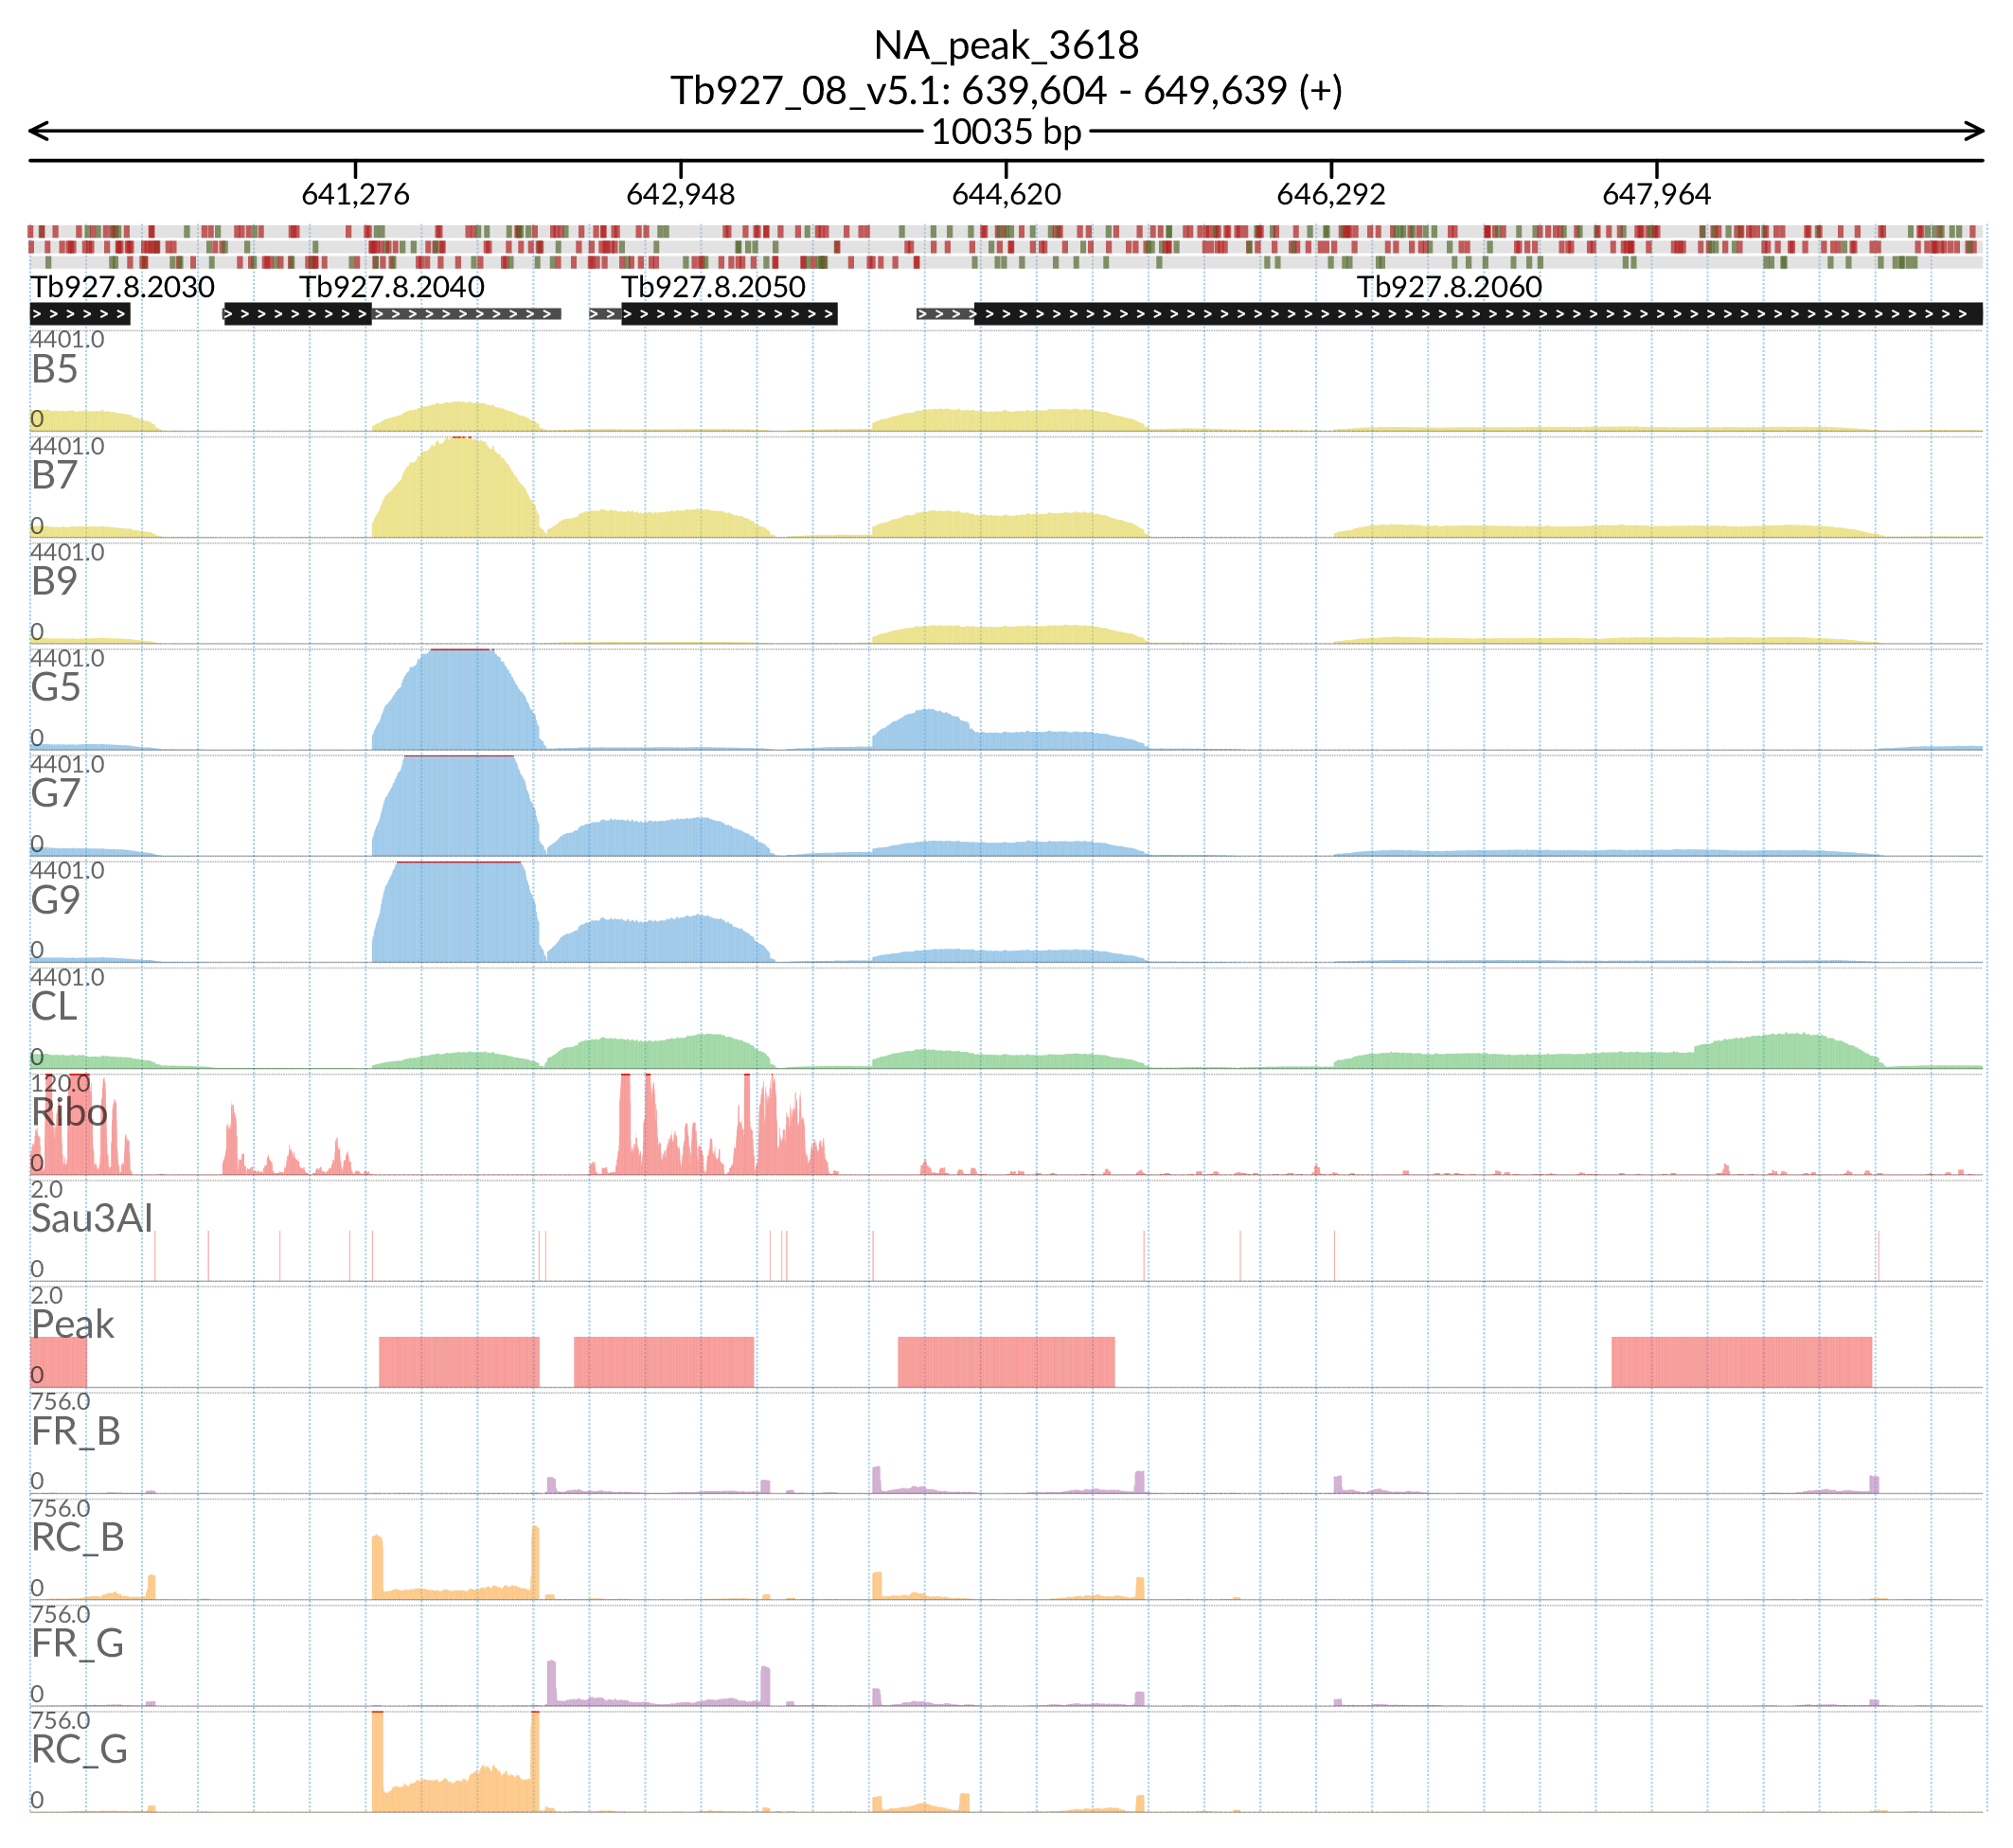 NA_peak_3618
Tb927_08_v5.1: 639,604 - 649,639 (+)
10035 bp
641,276 642,948 644,620 646,292 647,964
Tb927.8.2030 Tb927.8.2040 Tb927.8.2050 Tb927.8.2060
4401.0
B5
0
4401.0
B7
0
4401.0
B9
0
4401.0
G5
0
4401.0
G7
0
4401.0
G9
0
4401.0
CL
0
120.0
Ribo
0
2.0
Sau3AI
0
2.0
Peak
0
756.0
FR_B
0
756.0
RC_B
0
756.0
FR_G
0
756.0
RC_G
0